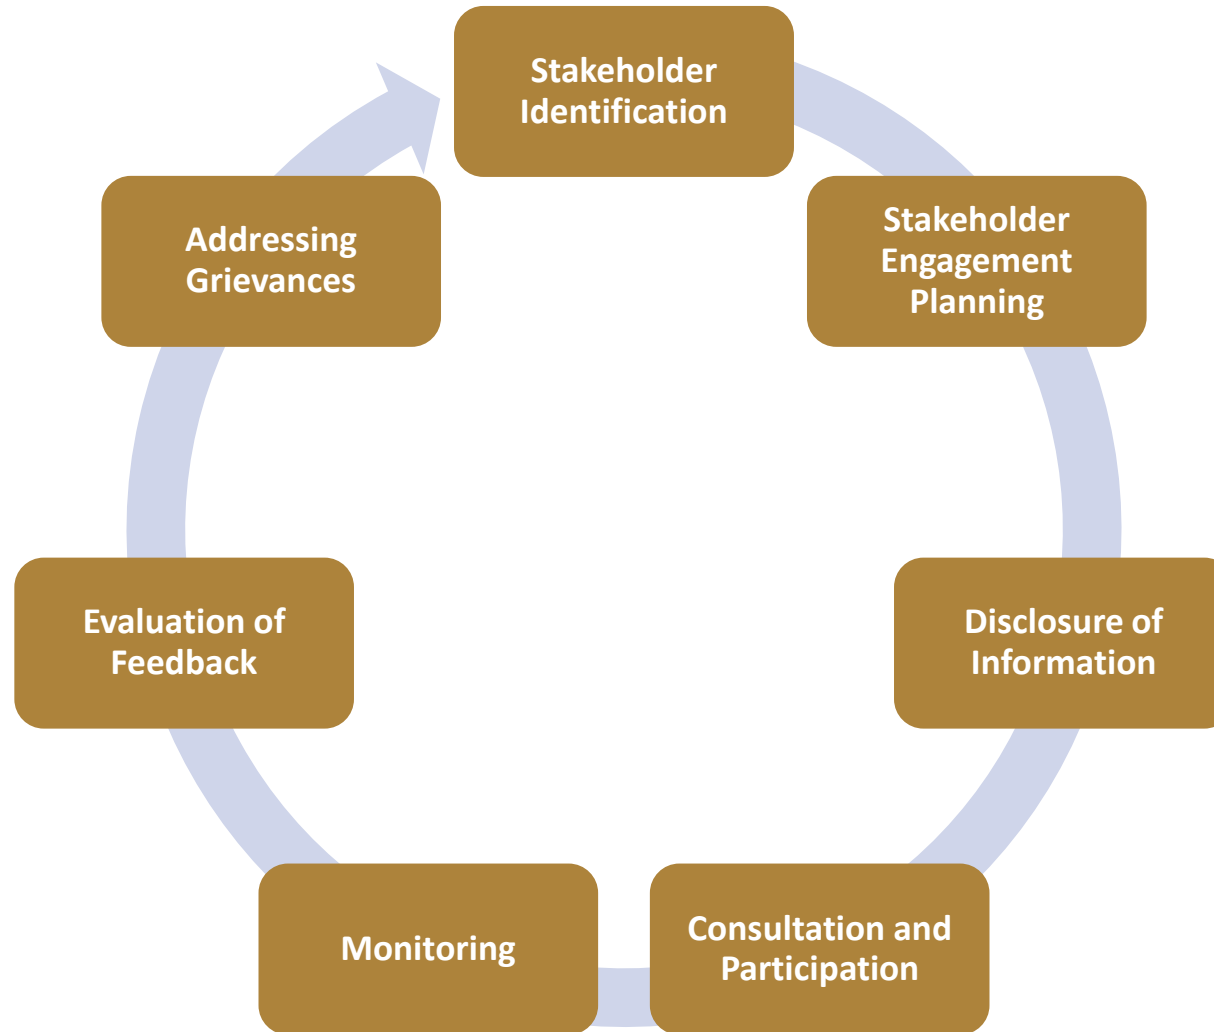 Stakeholder
Identification
Stakeholder
Engagement
Planning
Disclosure of
Information
Consultation and
Participation
Monitoring
Evaluation of
Feedback
Addressing
Grievances